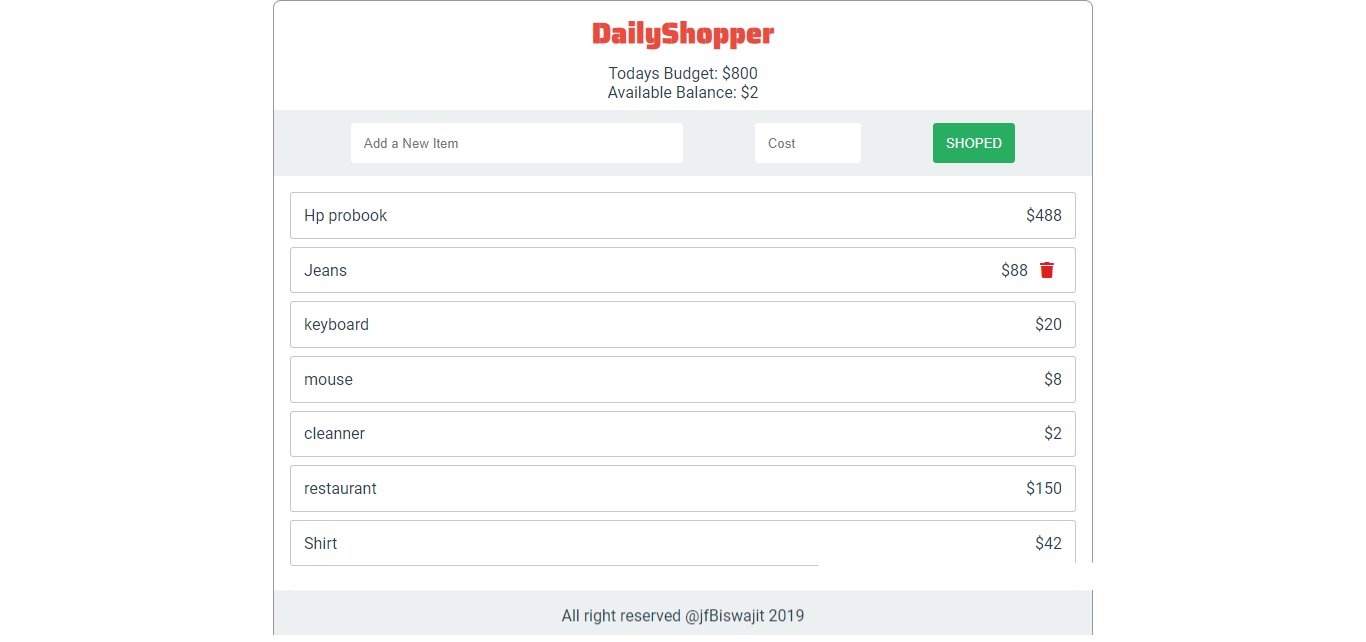 DailyShopper
Todays Budget: $800
Available Balance: $2
Add a New Item Cost SHOPED
Hp probook $488
Jeans $88
keyboard $20
mouse $8
cleanner $2
restaurant $150
Shirt $42
All right reserved @jfBiswajit 2019